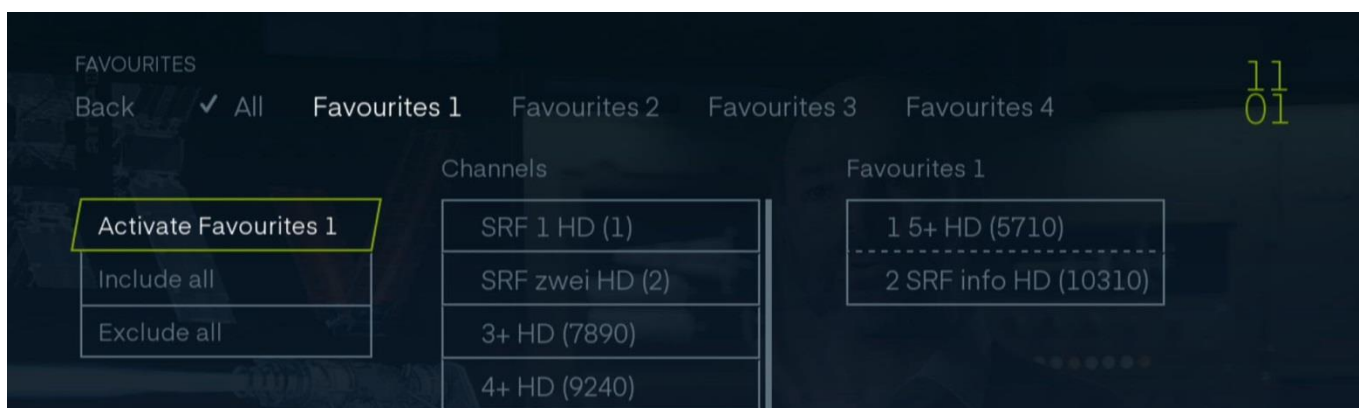 FAVOURITES
Back ✓ All Favourites 1 Favourites 2 Favourites 3 Favourites 4
11
01
Channels
Favourites 1
Activate Favourites 1
Include all
Exclude all
SRF 1 HD (1)
SRF zwei HD (2)
3+ HD (7890)
4+ HD (9240)
1 5+ HD (5710)
2 SRF info HD (10310)